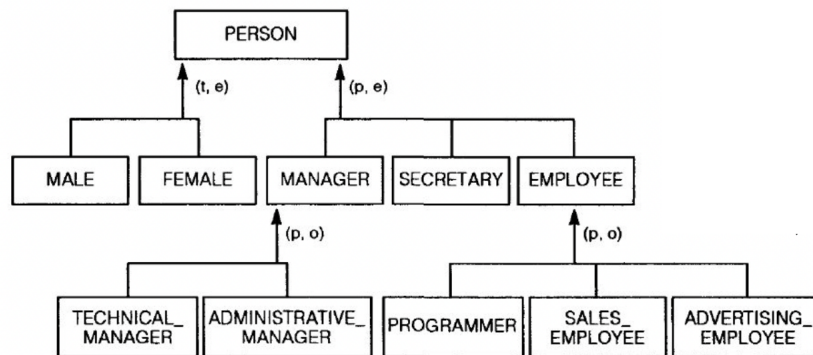 PERSON
(t, e)
(p, e)
MALE
FEMALE
MANAGER
SECRETARY
EMPLOYEE
(p, o)
(p, o)
TECHNICAL_
MANAGER
ADMINISTRATIVE_
MANAGER
PROGRAMMER
SALES_
EMPLOYEE
ADVERTISING_
EMPLOYEE